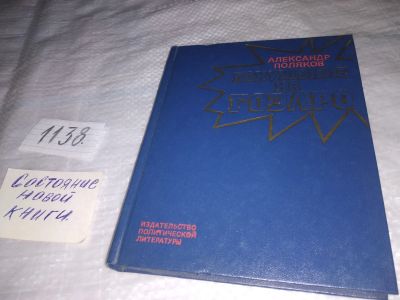 АЛЕКСАНДР
ПОЛЯКОВ
1138.
Состояние
новой
книги.
ИЗДАТЕЛЬСТВО
ПОЛИТИЧЕСКОЙ
ЛИТЕРАТУРЫ